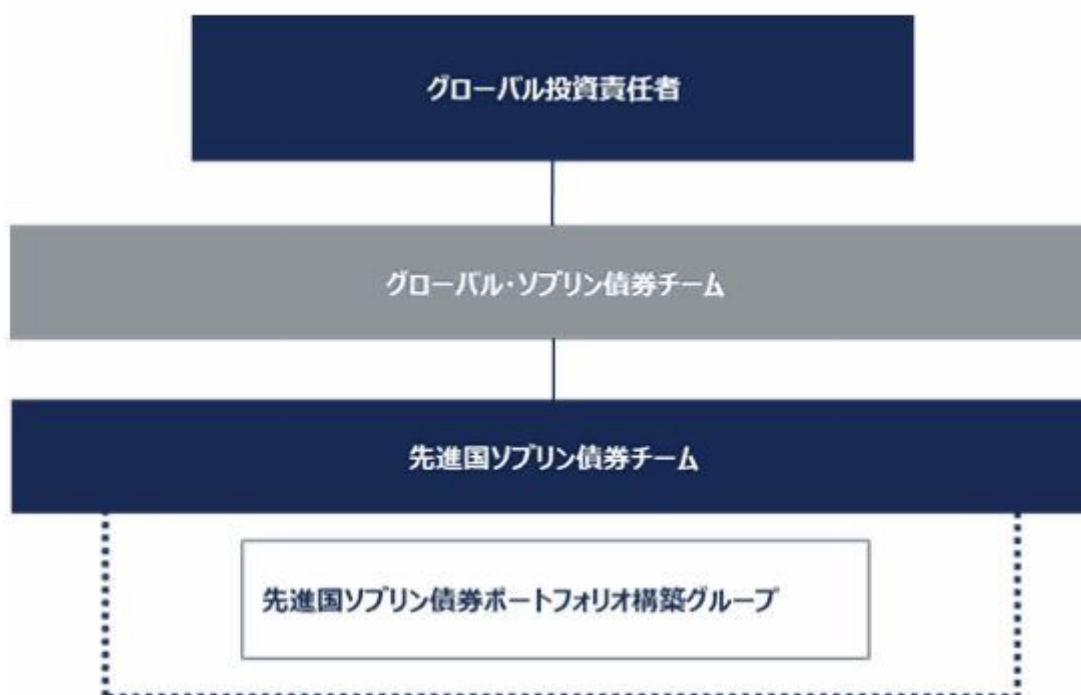 グローバル投資責任者
グローバル・ソブリン債券チーム
先進国ソブリン債券チーム
先進国ソブリン債券ポートフォリオ構築グループ